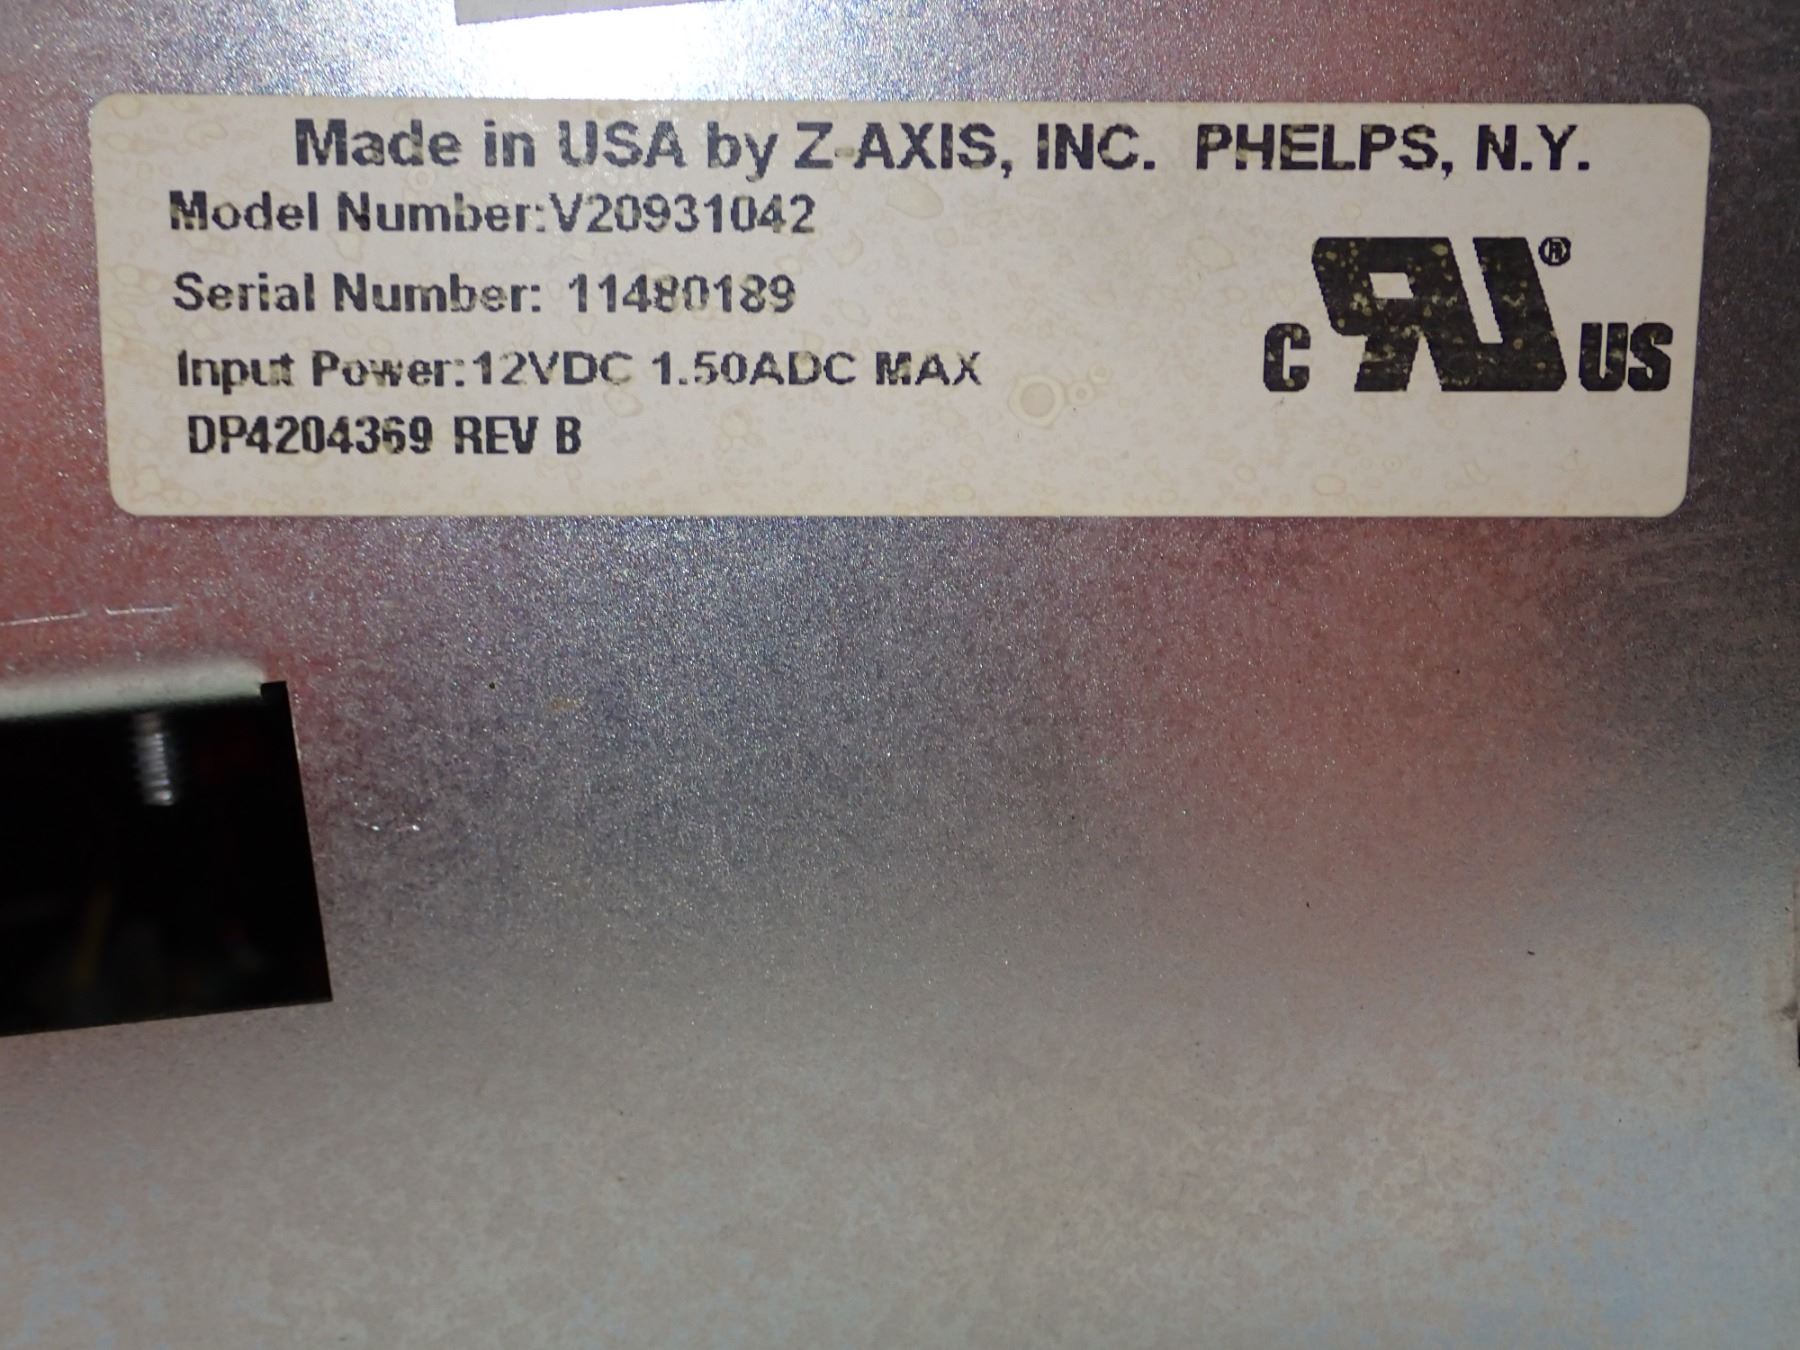 Made in USA by Z-AXIS, INC. PHELPS, N.Y.
Model Number:V20931042
Serial Number: 11480189
Input Power:12VDC 1.50ADC MAX
DP4204369 REV B
C RU® US